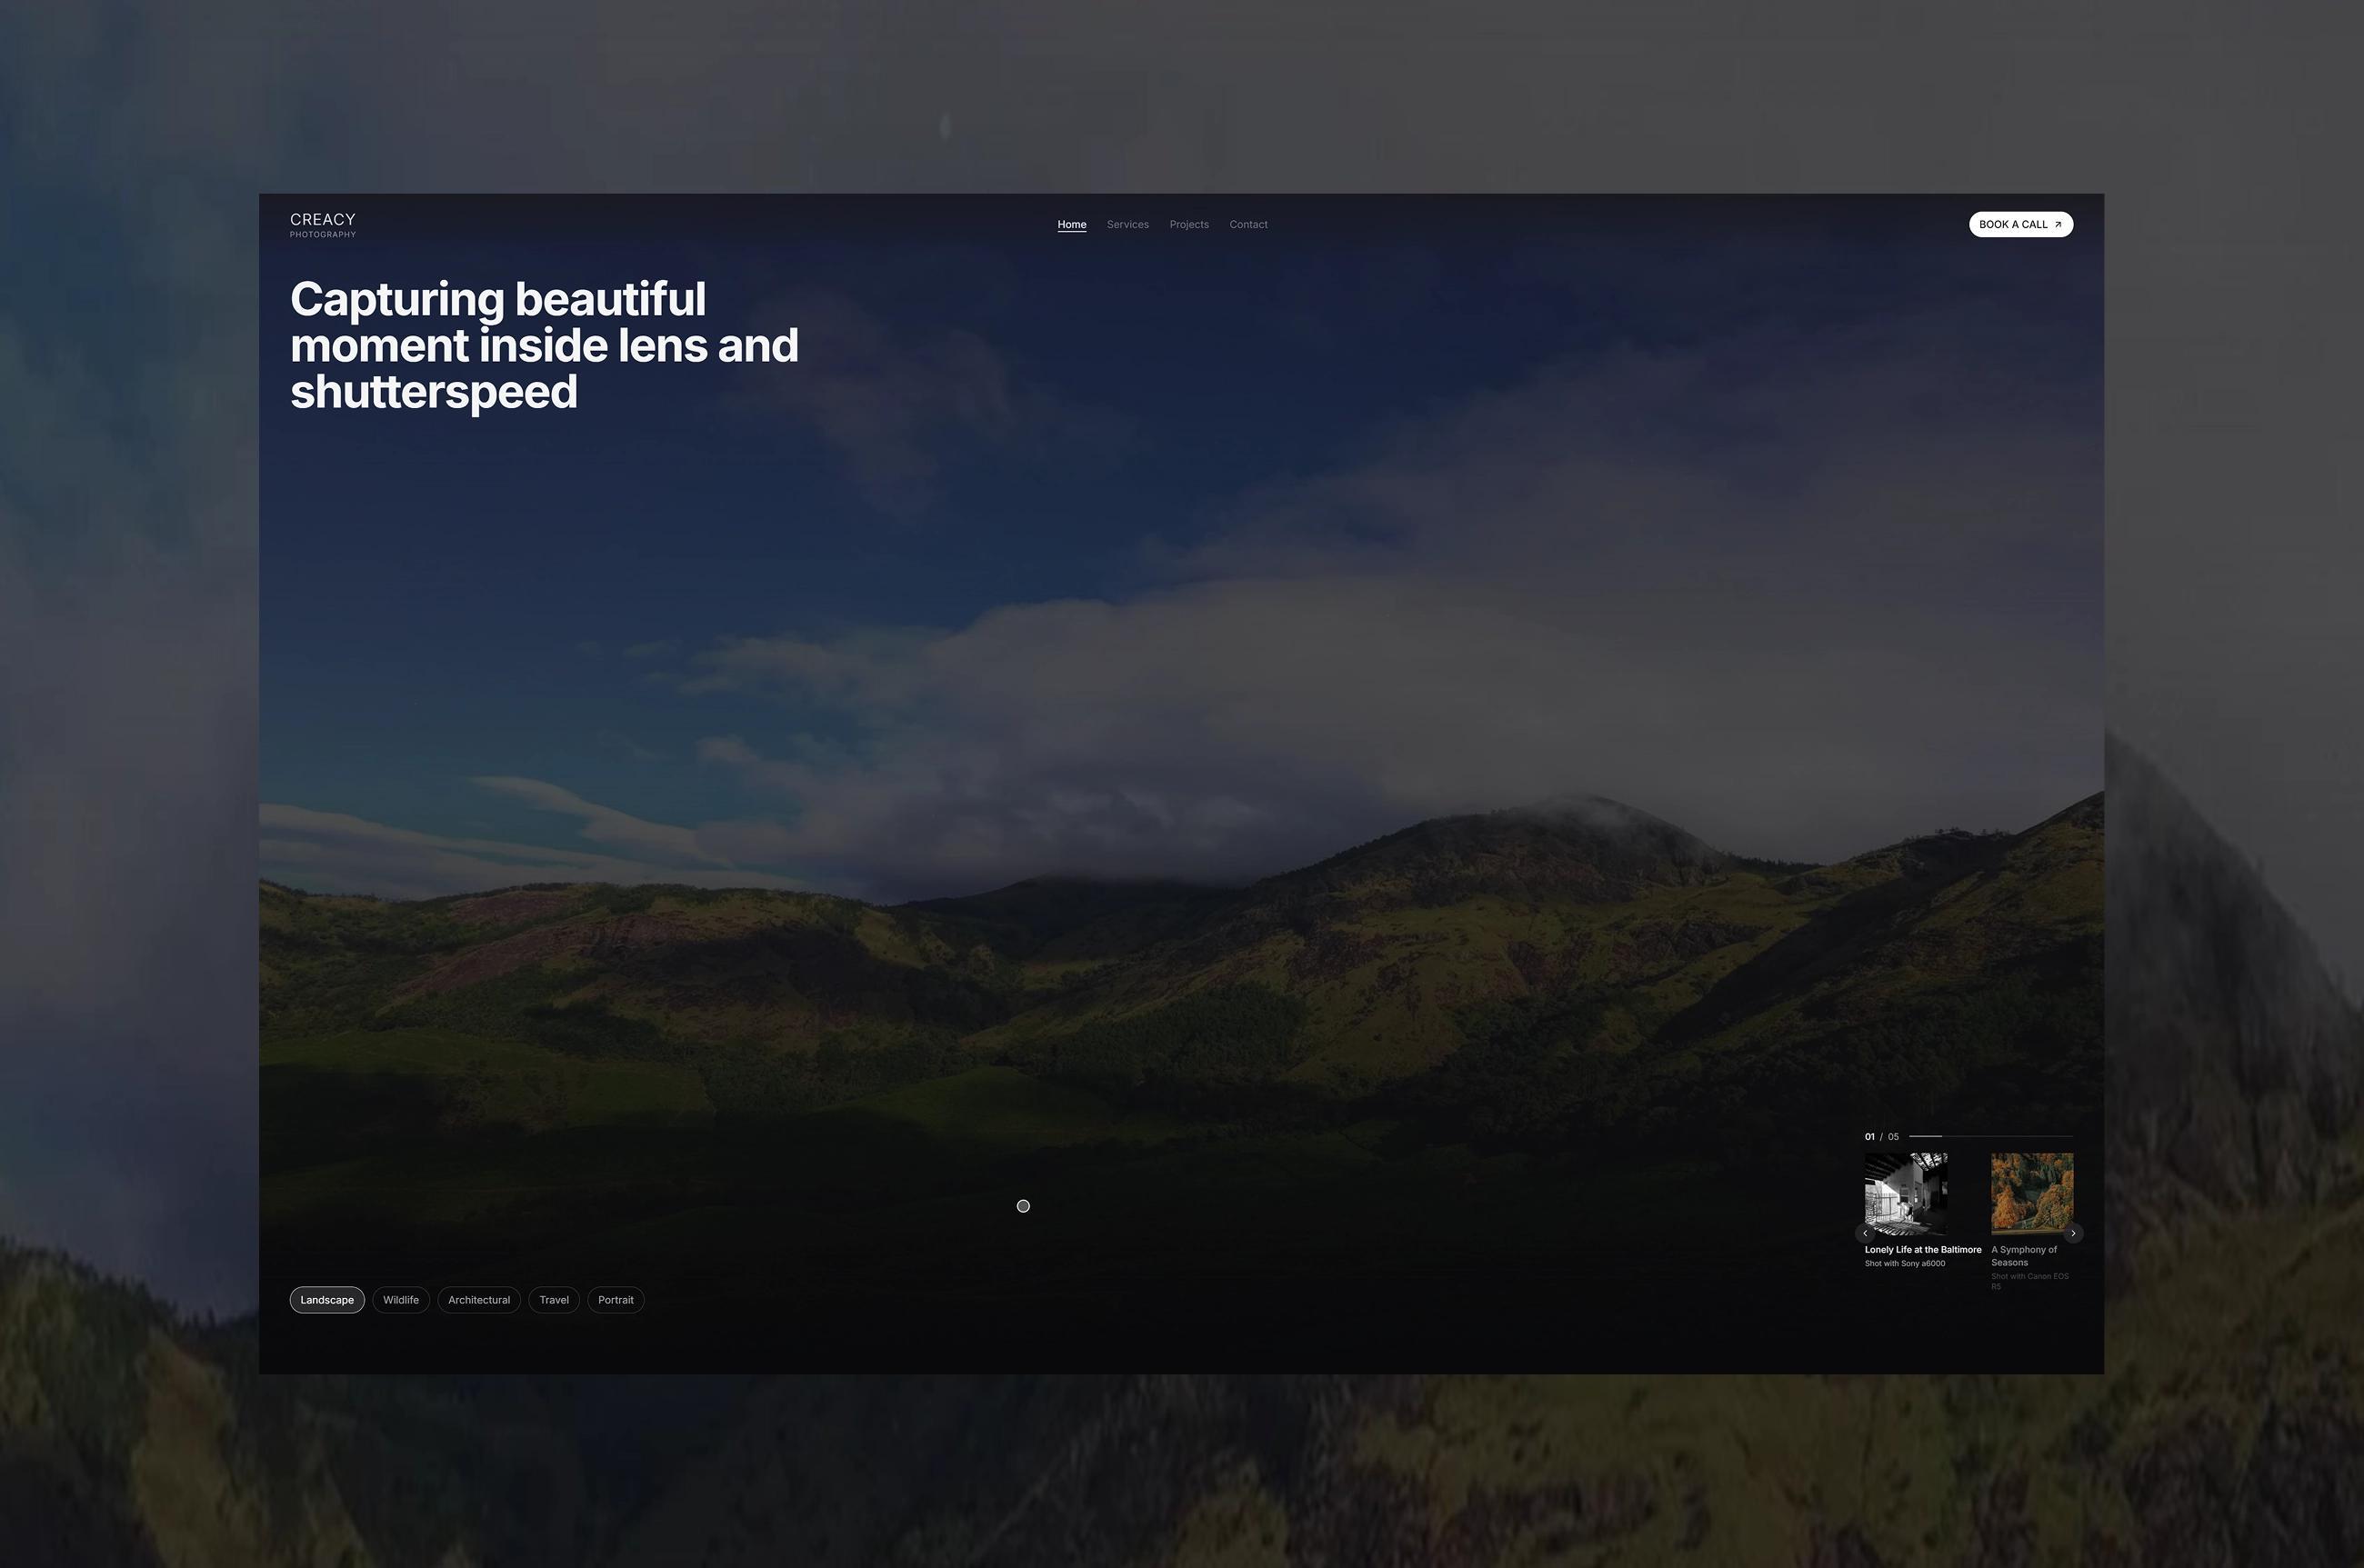 CREACY
PHOTOGRAPHY
Home Services Projects Contact
BOOK A CALL
Capturing beautiful
moment inside lens and
shutterspeed
01 / 05
Lonely Life at the Baltimore
Shot with Sony a6000
A Symphony of
Seasons
Shot with Canon EOS
R5
Landscape Wildlife Architectural Travel Portrait